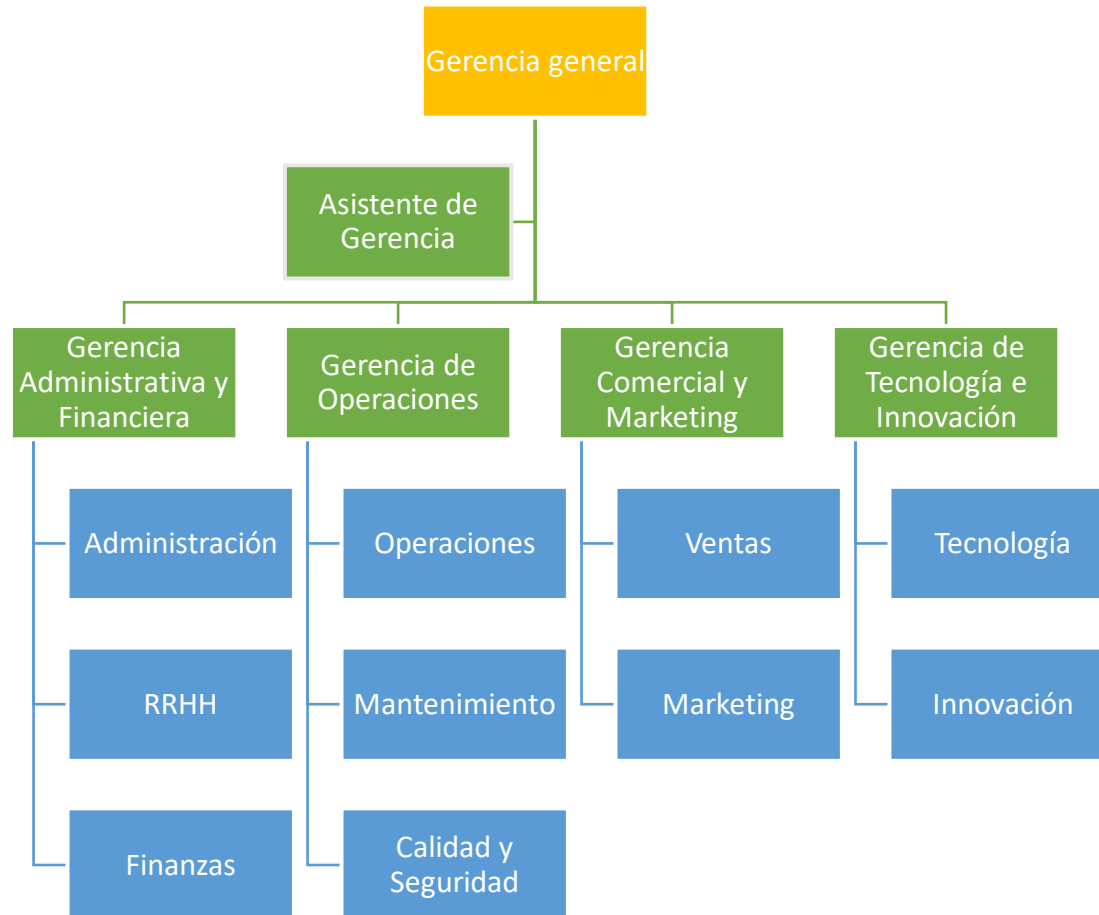 Gerencia general
Asistente de
Gerencia
Gerencia
Administrativa y
Financiera
Gerencia de
Operaciones
Gerencia
Comercial y
Marketing
Gerencia de
Tecnología e
Innovación
Administración
Operaciones
Ventas
Tecnología
RRHH
Mantenimiento
Marketing
Innovación
Finanzas
Calidad y
Seguridad